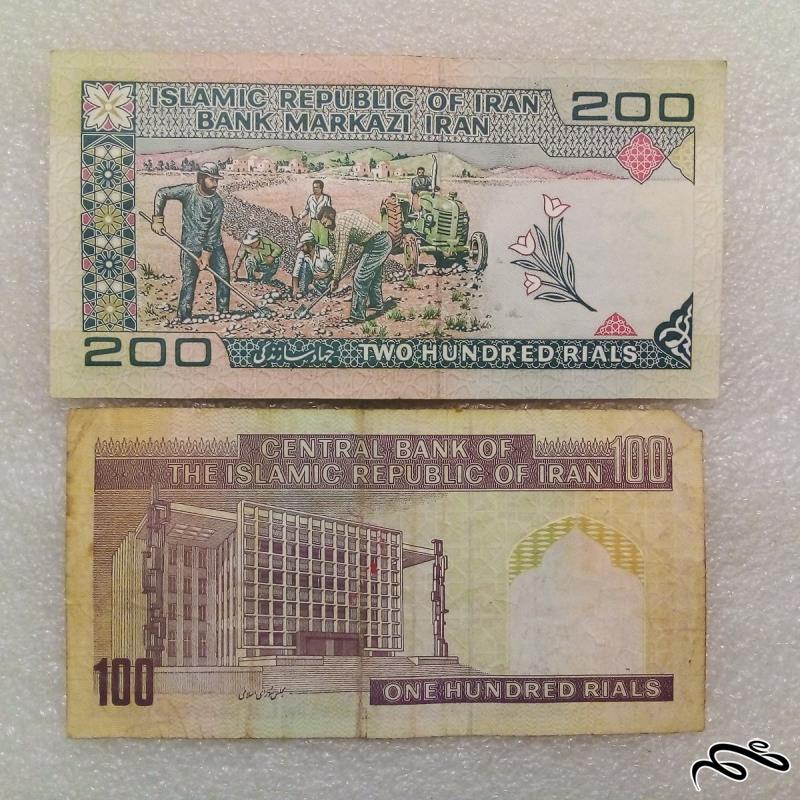 ISLAMIC REPUBLIC OF IRAN
BANK MARKAZI IRAN
200
200
جهاد سازندگی
TWO HUNDRED RIALS
CENTRAL BANK OF
THE ISLAMIC REPUBLIC OF IRAN
100
100
مجلس شورای اسلامی
ONE HUNDRED RIALS